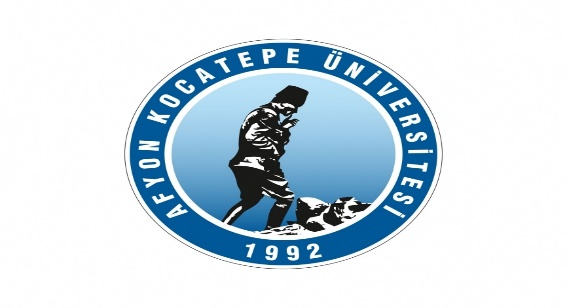 AFYON KOCATEPE ÜNİVERSİTESİ
1992